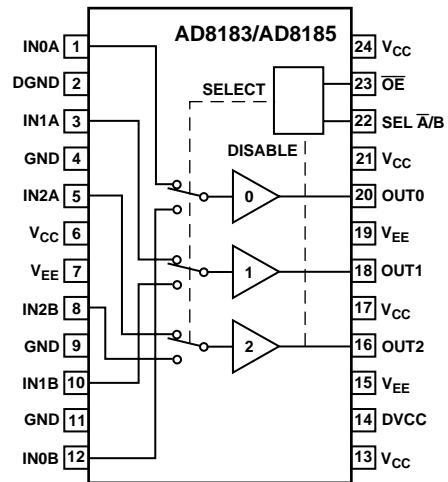 AD8183/AD8185
IN0A 1
DGND 2
IN1A 3
GND 4
IN2A 5
VCC 6
VEE 7
IN2B 8
GND 9
IN1B 10
GND 11
IN0B 12
SELECT
DISABLE
0
1
2
24 VCC
23 O̅E̅
22 SEL A̅/B
21 VCC
20 OUT0
19 VEE
18 OUT1
17 VCC
16 OUT2
15 VEE
14 DVCC
13 VCC